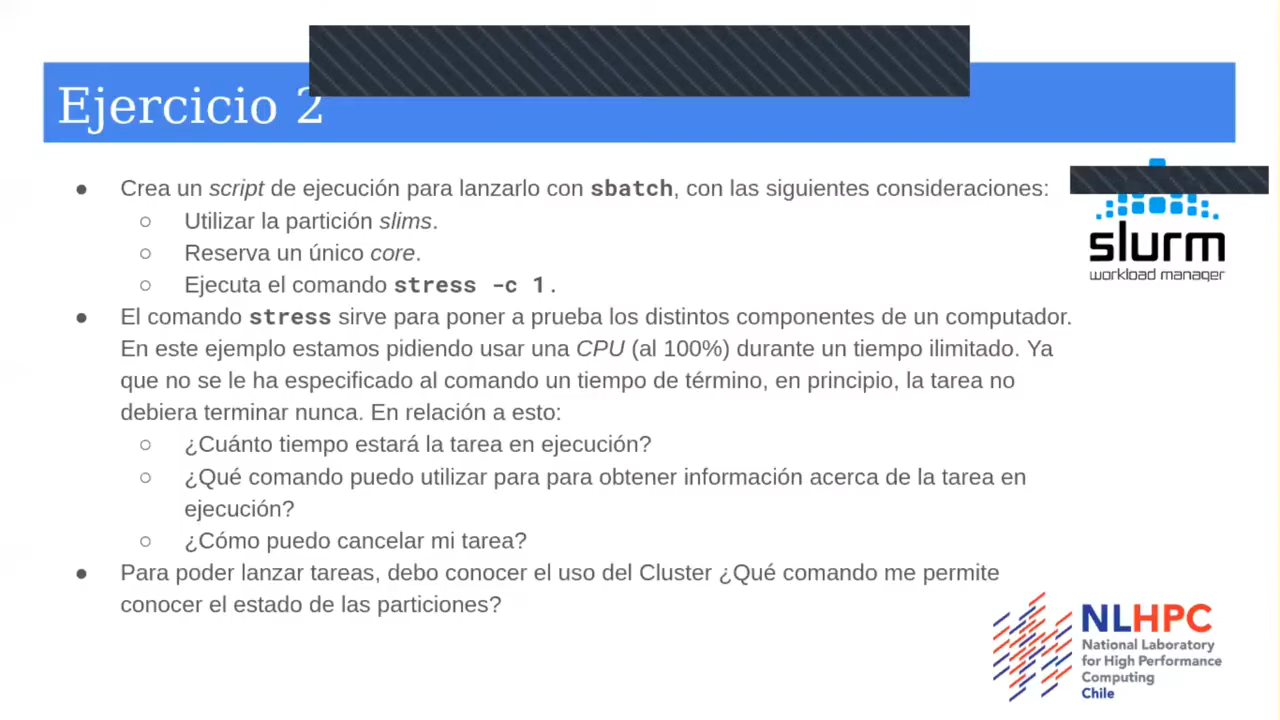 Ejercicio 2
● Crea un script de ejecución para lanzarlo con sbatch, con las siguientes consideraciones:
○ Utilizar la partición slims.
○ Reserva un único core.
○ Ejecuta el comando stress -c 1.
● El comando stress sirve para poner a prueba los distintos componentes de un computador.
En este ejemplo estamos pidiendo usar una CPU (al 100%) durante un tiempo ilimitado. Ya
que no se le ha especificado al comando un tiempo de término, en principio, la tarea no
debiera terminar nunca. En relación a esto:
○ ¿Cuánto tiempo estará la tarea en ejecución?
○ ¿Qué comando puedo utilizar para para obtener información acerca de la tarea en
ejecución?
○ ¿Cómo puedo cancelar mi tarea?
● Para poder lanzar tareas, debo conocer el uso del Cluster ¿Qué comando me permite
conocer el estado de las particiones?
slurm
workload manager
NLHPC
National Laboratory
for High Performance
Computing
Chile